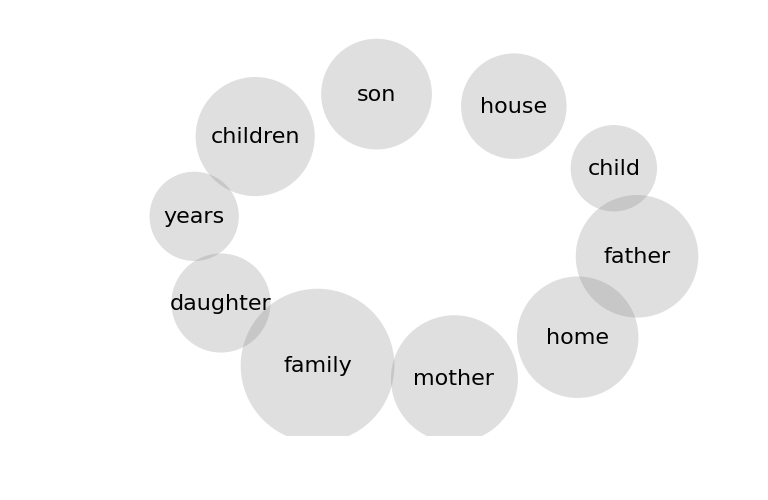 son
house
children
child
years
father
daughter
home
family
mother